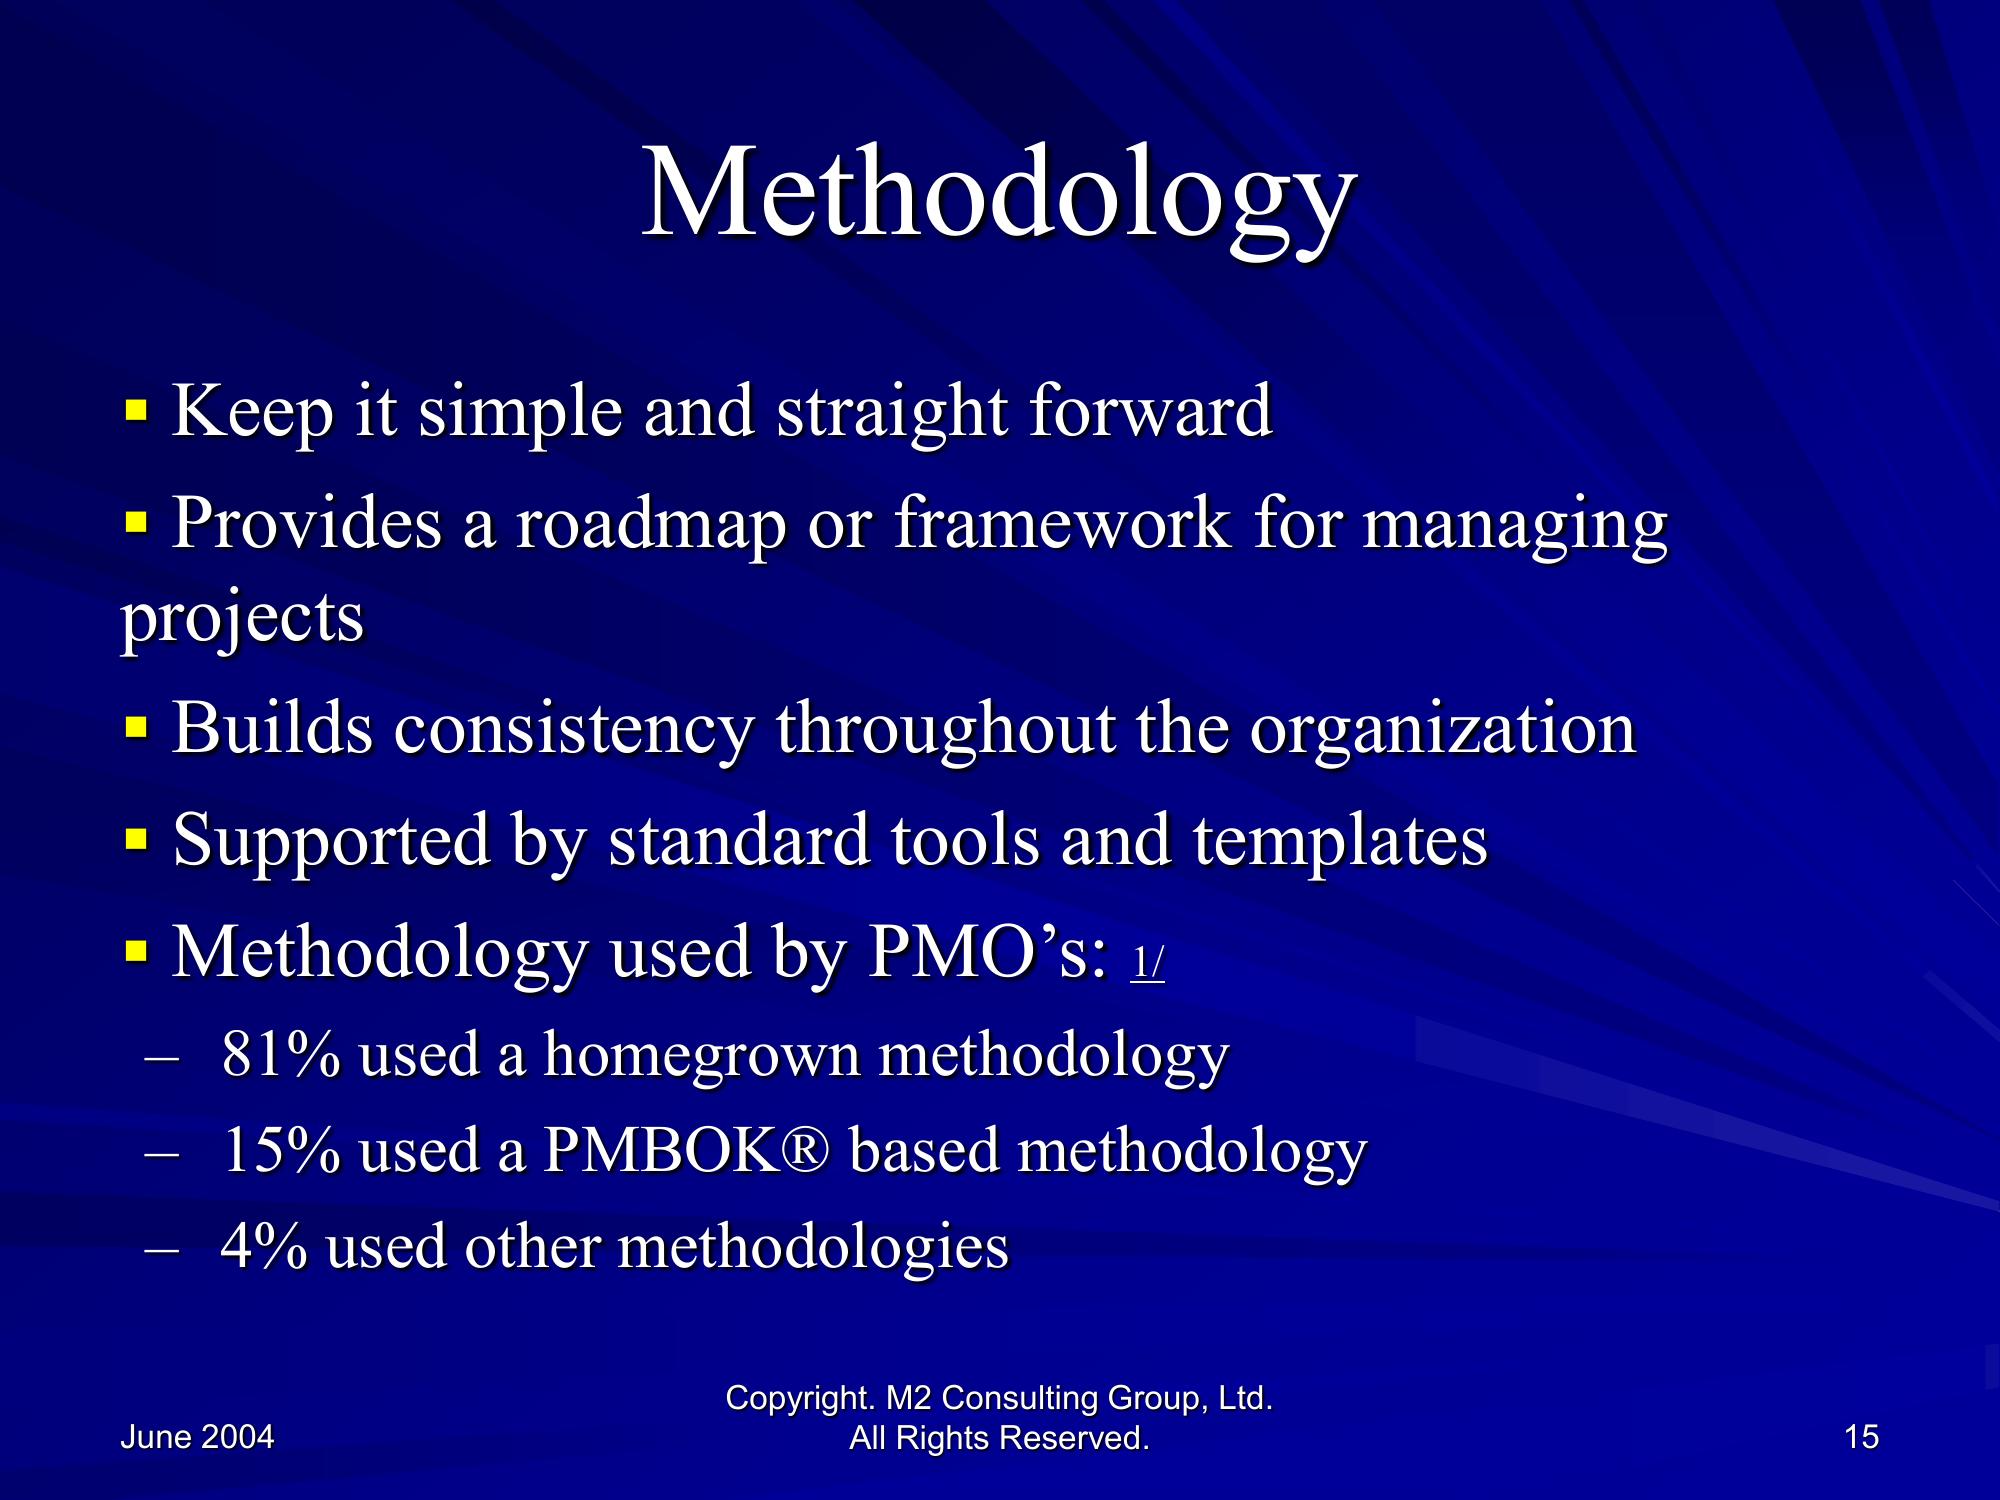 Methodology
▪ Keep it simple and straight forward
▪ Provides a roadmap or framework for managing
projects
▪ Builds consistency throughout the organization
▪ Supported by standard tools and templates
▪ Methodology used by PMO’s: 1/
– 81% used a homegrown methodology
– 15% used a PMBOK® based methodology
– 4% used other methodologies
June 2004
Copyright. M2 Consulting Group, Ltd.
All Rights Reserved.
15